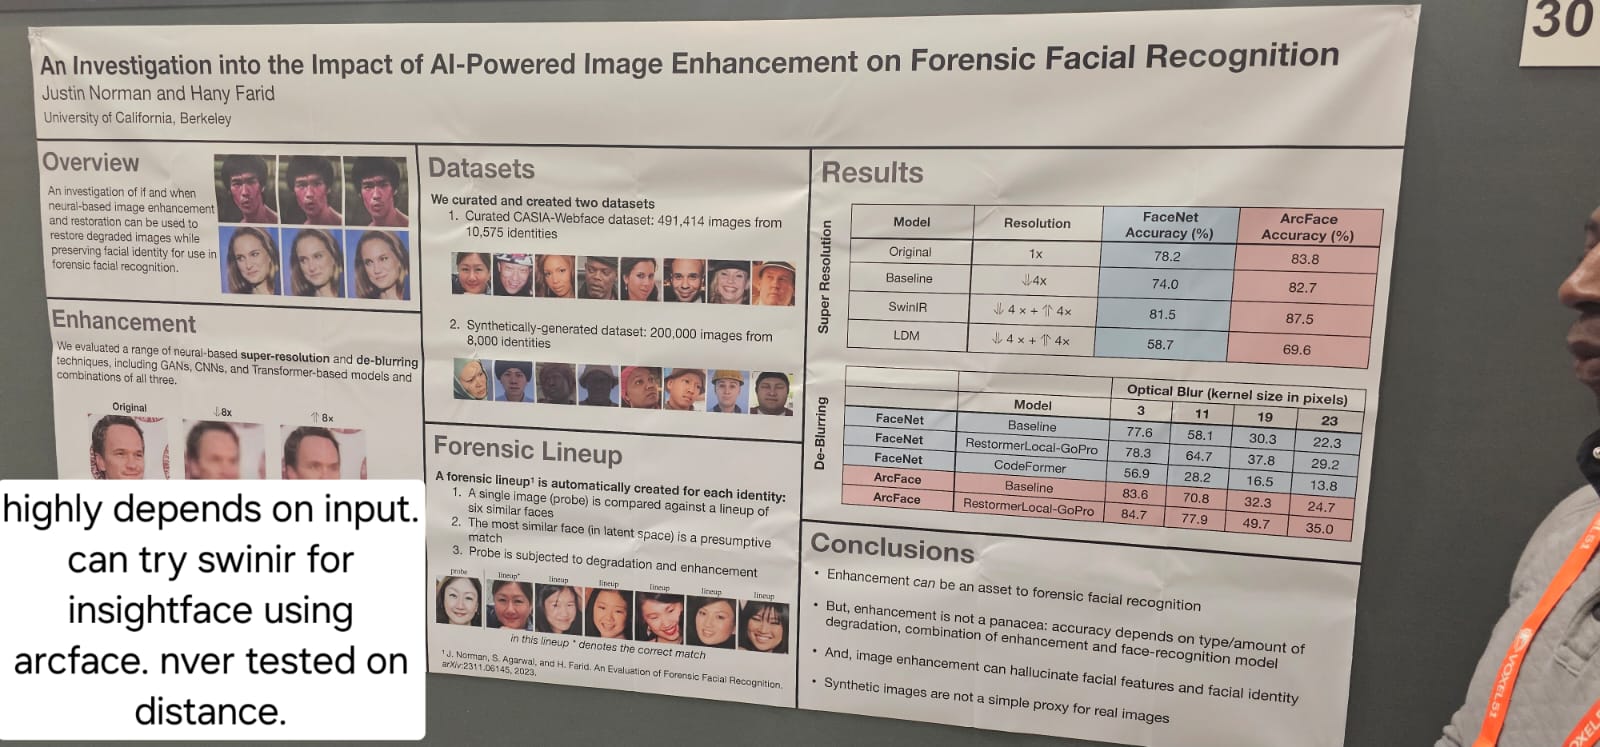 30
An Investigation into the Impact of AI-Powered Image Enhancement on Forensic Facial Recognition
Justin Norman and Hany Farid
University of California, Berkeley
Overview
An investigation of if and when
neural-based image enhancement
and restoration can be used to
restore degraded images while
preserving facial identity for use in
forensic facial recognition.
Enhancement
We evaluated a range of neural-based super-resolution and de-blurring
techniques, including GANs, CNNs, and Transformer-based models and
combinations of all three.
Original ⇓8x ⇑8x
highly depends on input.
can try swinir for
insightface using
arcface. nver tested on
distance.
Datasets
We curated and created two datasets
1. Curated CASIA-Webface dataset: 491,414 images from
10,575 identities
2. Synthetically-generated dataset: 200,000 images from
8,000 identities
Forensic Lineup
A forensic lineup¹ is automatically created for each identity:
1. A single image (probe) is compared against a lineup of
six similar faces
2. The most similar face (in latent space) is a presumptive
match
3. Probe is subjected to degradation and enhancement
probe lineup* lineup lineup lineup lineup lineup
in this lineup * denotes the correct match
¹ J. Norman, S. Agarwal, and H. Farid. An Evaluation of Forensic Facial Recognition.
arXiv:2311.06145, 2023.
Results
Super Resolution
Model Resolution FaceNet Accuracy (%) ArcFace Accuracy (%)
Original 1x 78.2 83.8
Baseline ⇓4x 74.0 82.7
SwinIR ⇓ 4 x + ⇑ 4x 81.5 87.5
LDM ⇓ 4 x + ⇑ 4x 58.7 69.6
De-Blurring
Optical Blur (kernel size in pixels)
Model 3 11 19 23
FaceNet Baseline 77.6 58.1 30.3 22.3
FaceNet RestormerLocal-GoPro 78.3 64.7 37.8 29.2
FaceNet CodeFormer 56.9 28.2 16.5 13.8
ArcFace Baseline 83.6 70.8 32.3 24.7
ArcFace RestormerLocal-GoPro 84.7 77.9 49.7 35.0
Conclusions
• Enhancement can be an asset to forensic facial recognition
• But, enhancement is not a panacea: accuracy depends on type/amount of
degradation, combination of enhancement and face-recognition model
• And, image enhancement can hallucinate facial features and facial identity
• Synthetic images are not a simple proxy for real images
VOXEL51